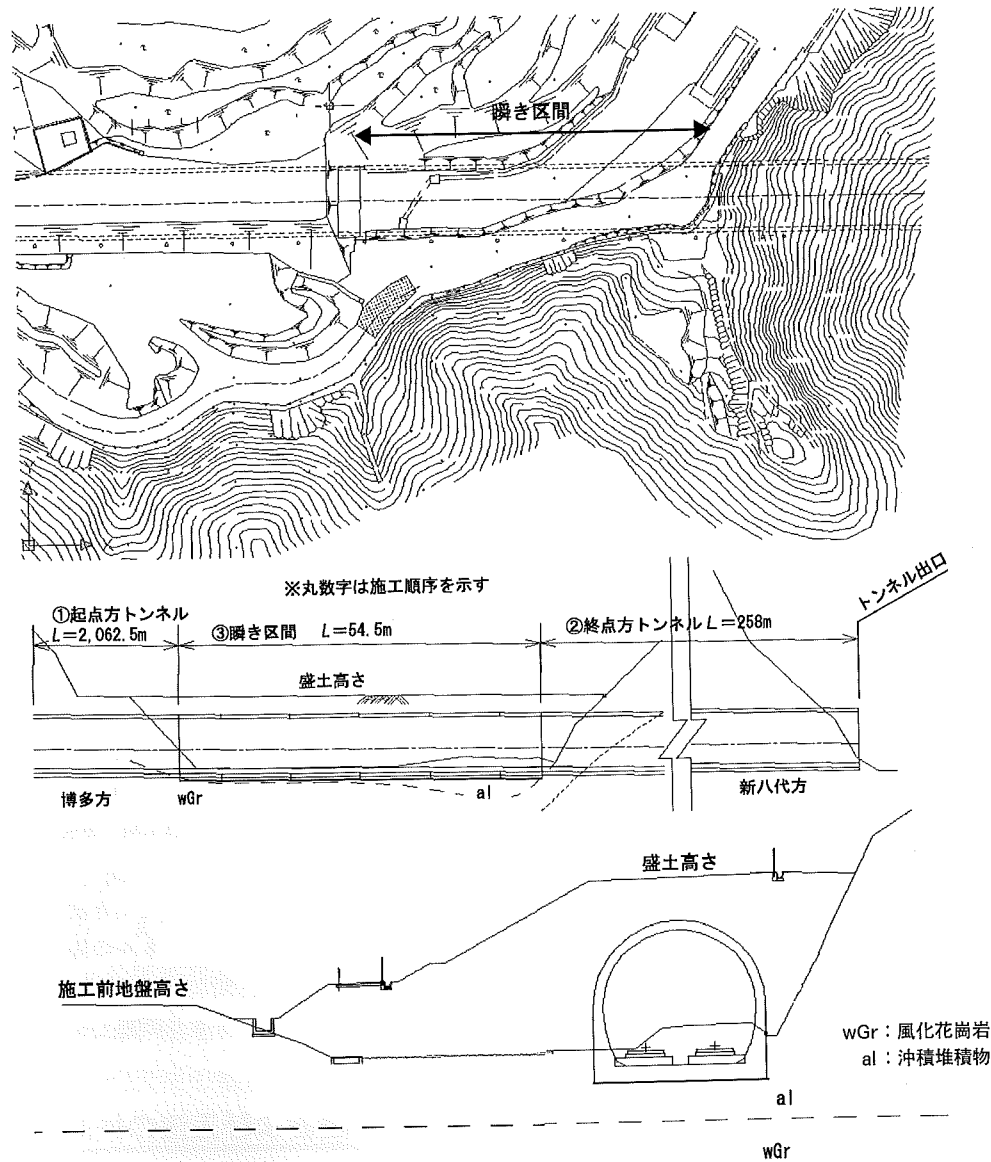 瞬き区間
※丸数字は施工順序を示す
トンネル出口
①起点方トンネル
L=2,062.5m
③瞬き区間 L=54.5m
②終点方トンネル L=258m
盛土高さ
博多方
wGr
al
新八代方
盛土高さ
施工前地盤高さ
wGr：風化花崗岩
al：沖積堆積物
al
wGr